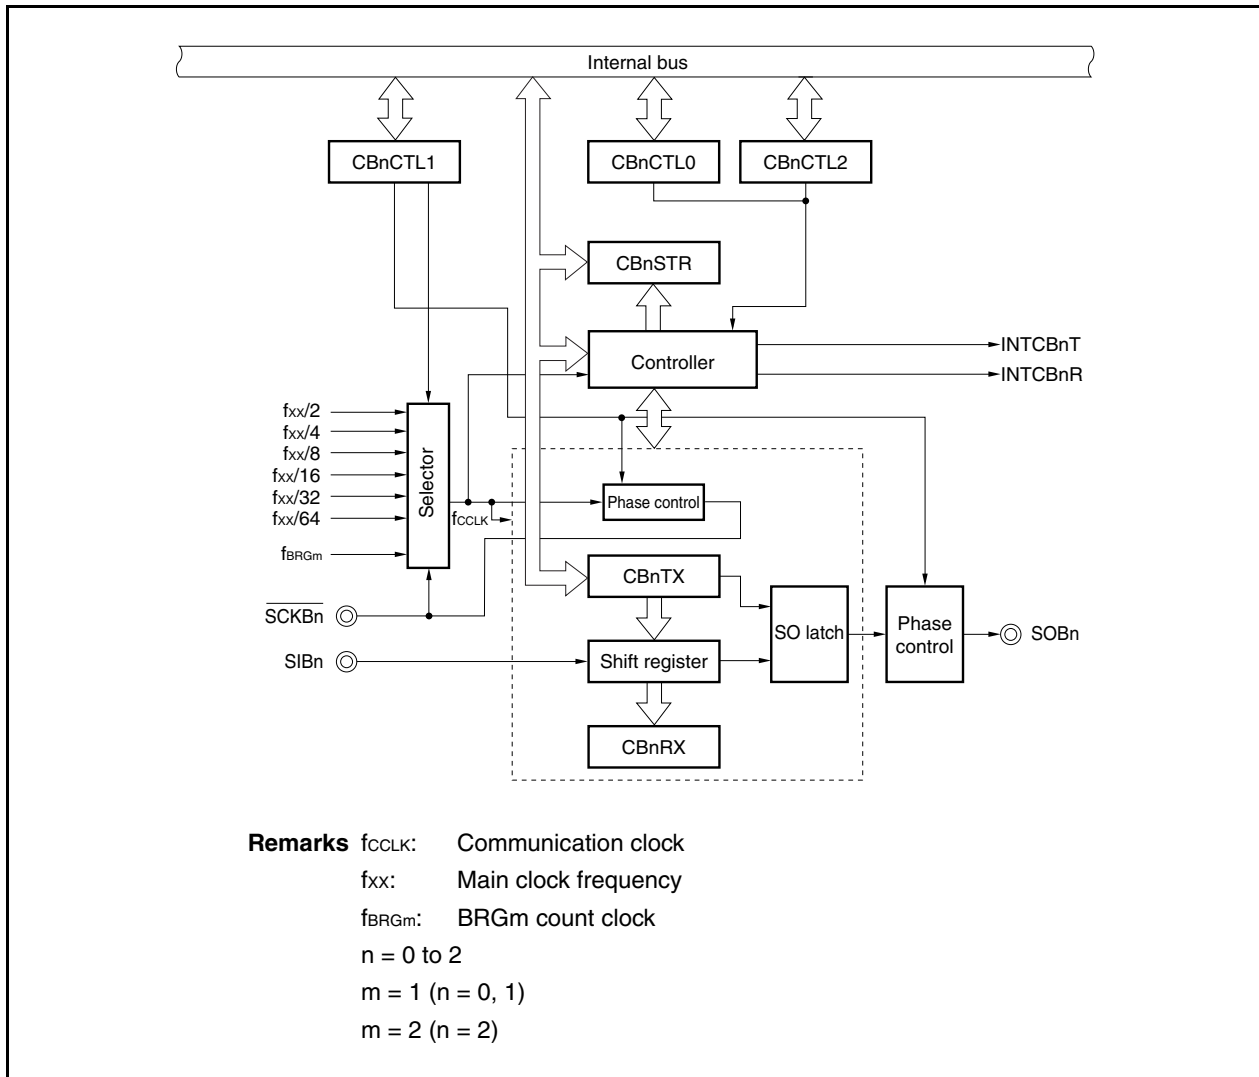 Internal bus
CBnCTL1
CBnCTL0
CBnCTL2
CBnSTR
Controller
INTCBnT
INTCBnR
fXX/2
fXX/4
fXX/8
fXX/16
fXX/32
fXX/64
fBRGm
Selector
fCCLK
Phase control
SCKBn
SIBn
CBnTX
Shift register
CBnRX
SO latch
Phase
control
SOBn
Remarks fCCLK: Communication clock
fXX: Main clock frequency
fBRGm: BRGm count clock
n = 0 to 2
m = 1 (n = 0, 1)
m = 2 (n = 2)